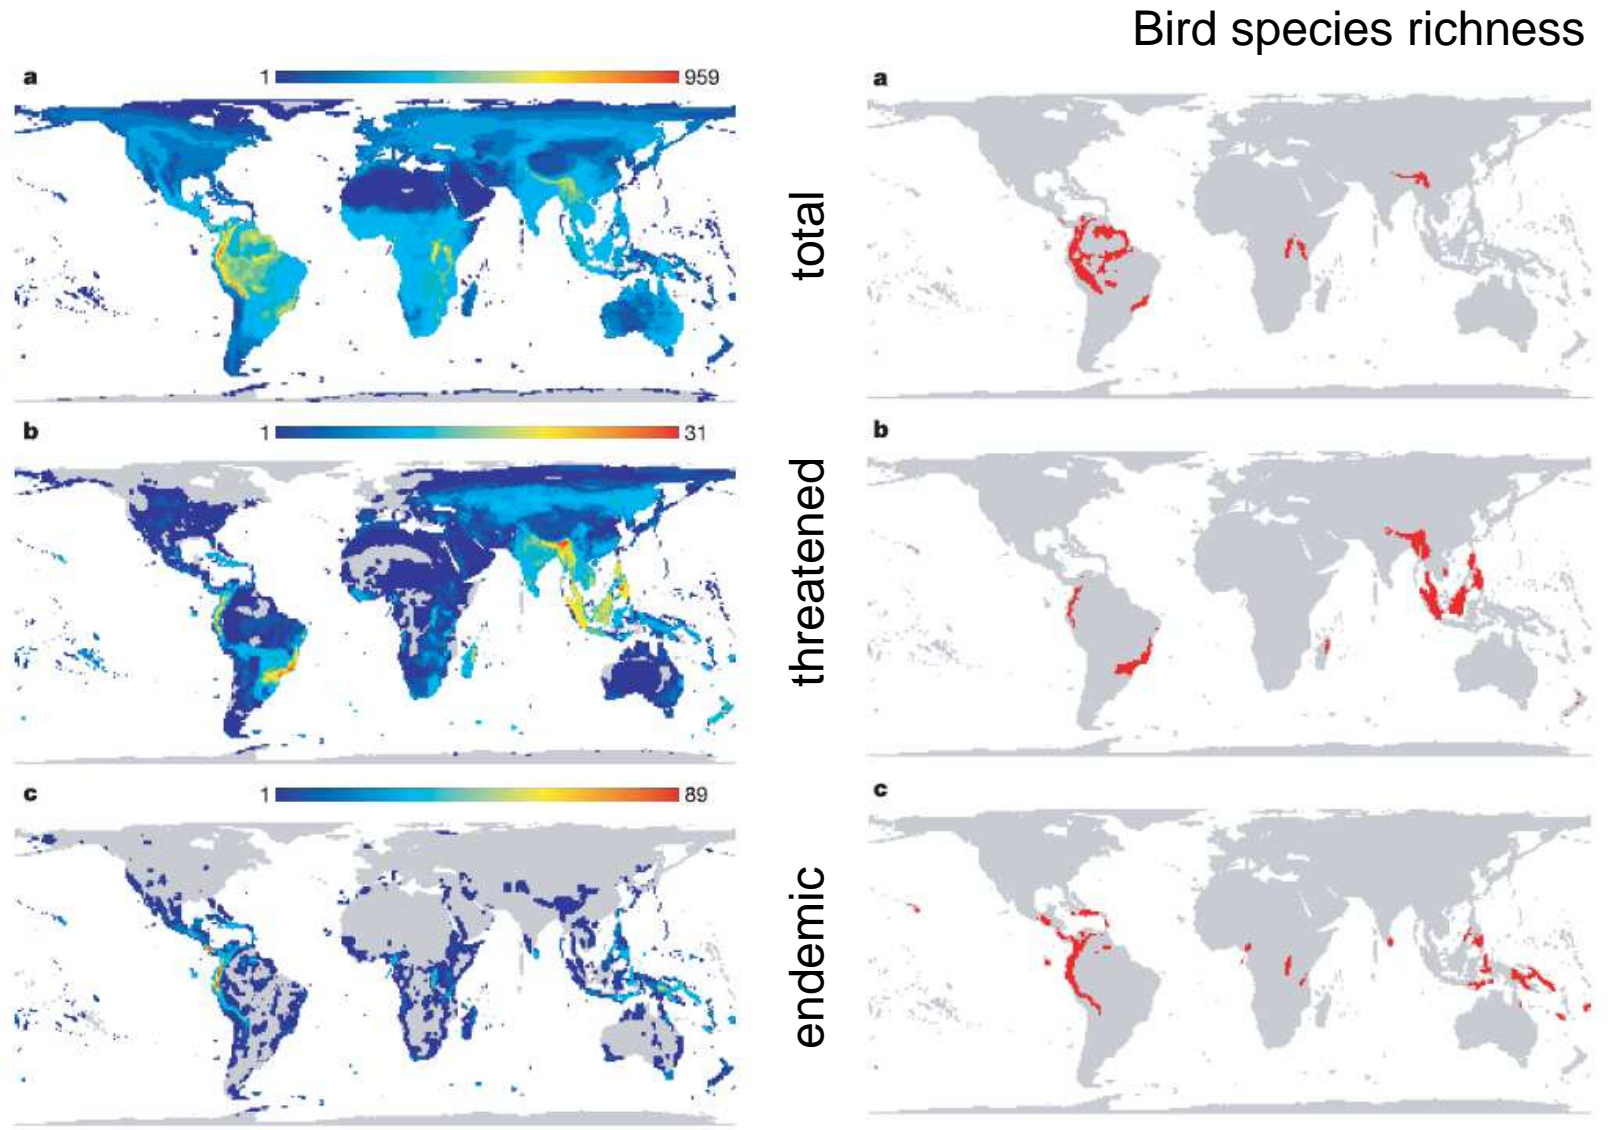 Bird species richness
a
1
959
a
total
b
1
31
b
threatened
c
1
89
c
endemic